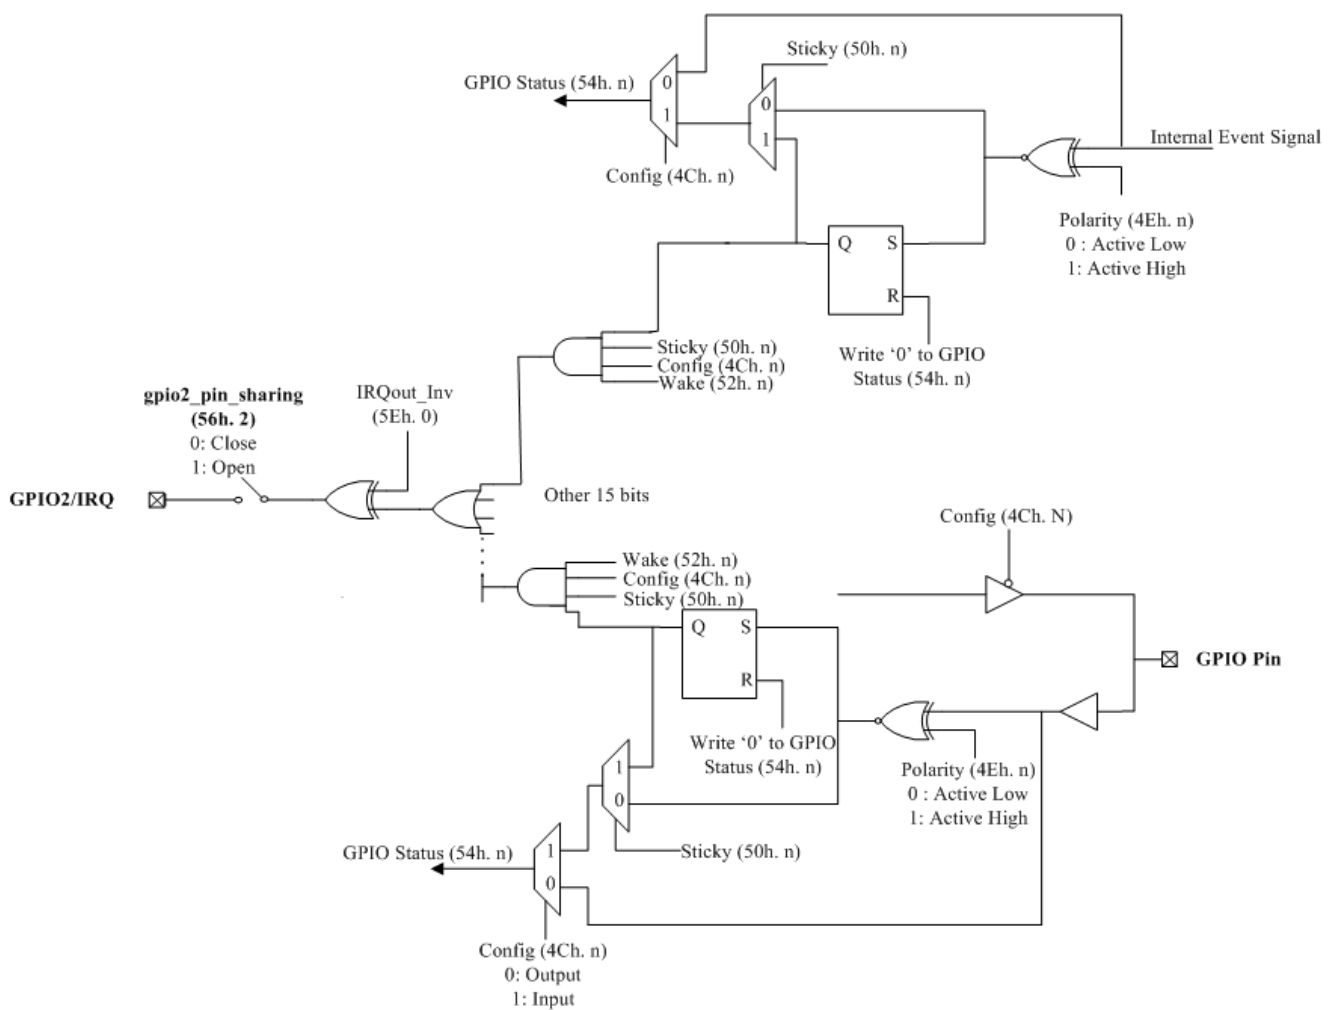 Sticky (50h. n)
GPIO Status (54h. n)
0
1
0
1
Internal Event Signal
Config (4Ch. n)
Polarity (4Eh. n)
0 : Active Low
1: Active High
Q
S
R
Write ‘0’ to GPIO
Status (54h. n)
Sticky (50h. n)
Config (4Ch. n)
Wake (52h. n)
gpio2_pin_sharing
(56h. 2)
0: Close
1: Open
IRQout_Inv
(5Eh. 0)
GPIO2/IRQ
Other 15 bits
Config (4Ch. N)
Wake (52h. n)
Config (4Ch. n)
Sticky (50h. n)
Q
S
R
GPIO Pin
Write ‘0’ to GPIO
Status (54h. n)
Polarity (4Eh. n)
0 : Active Low
1: Active High
1
0
Sticky (50h. n)
GPIO Status (54h. n)
1
0
Config (4Ch. n)
0: Output
1: Input